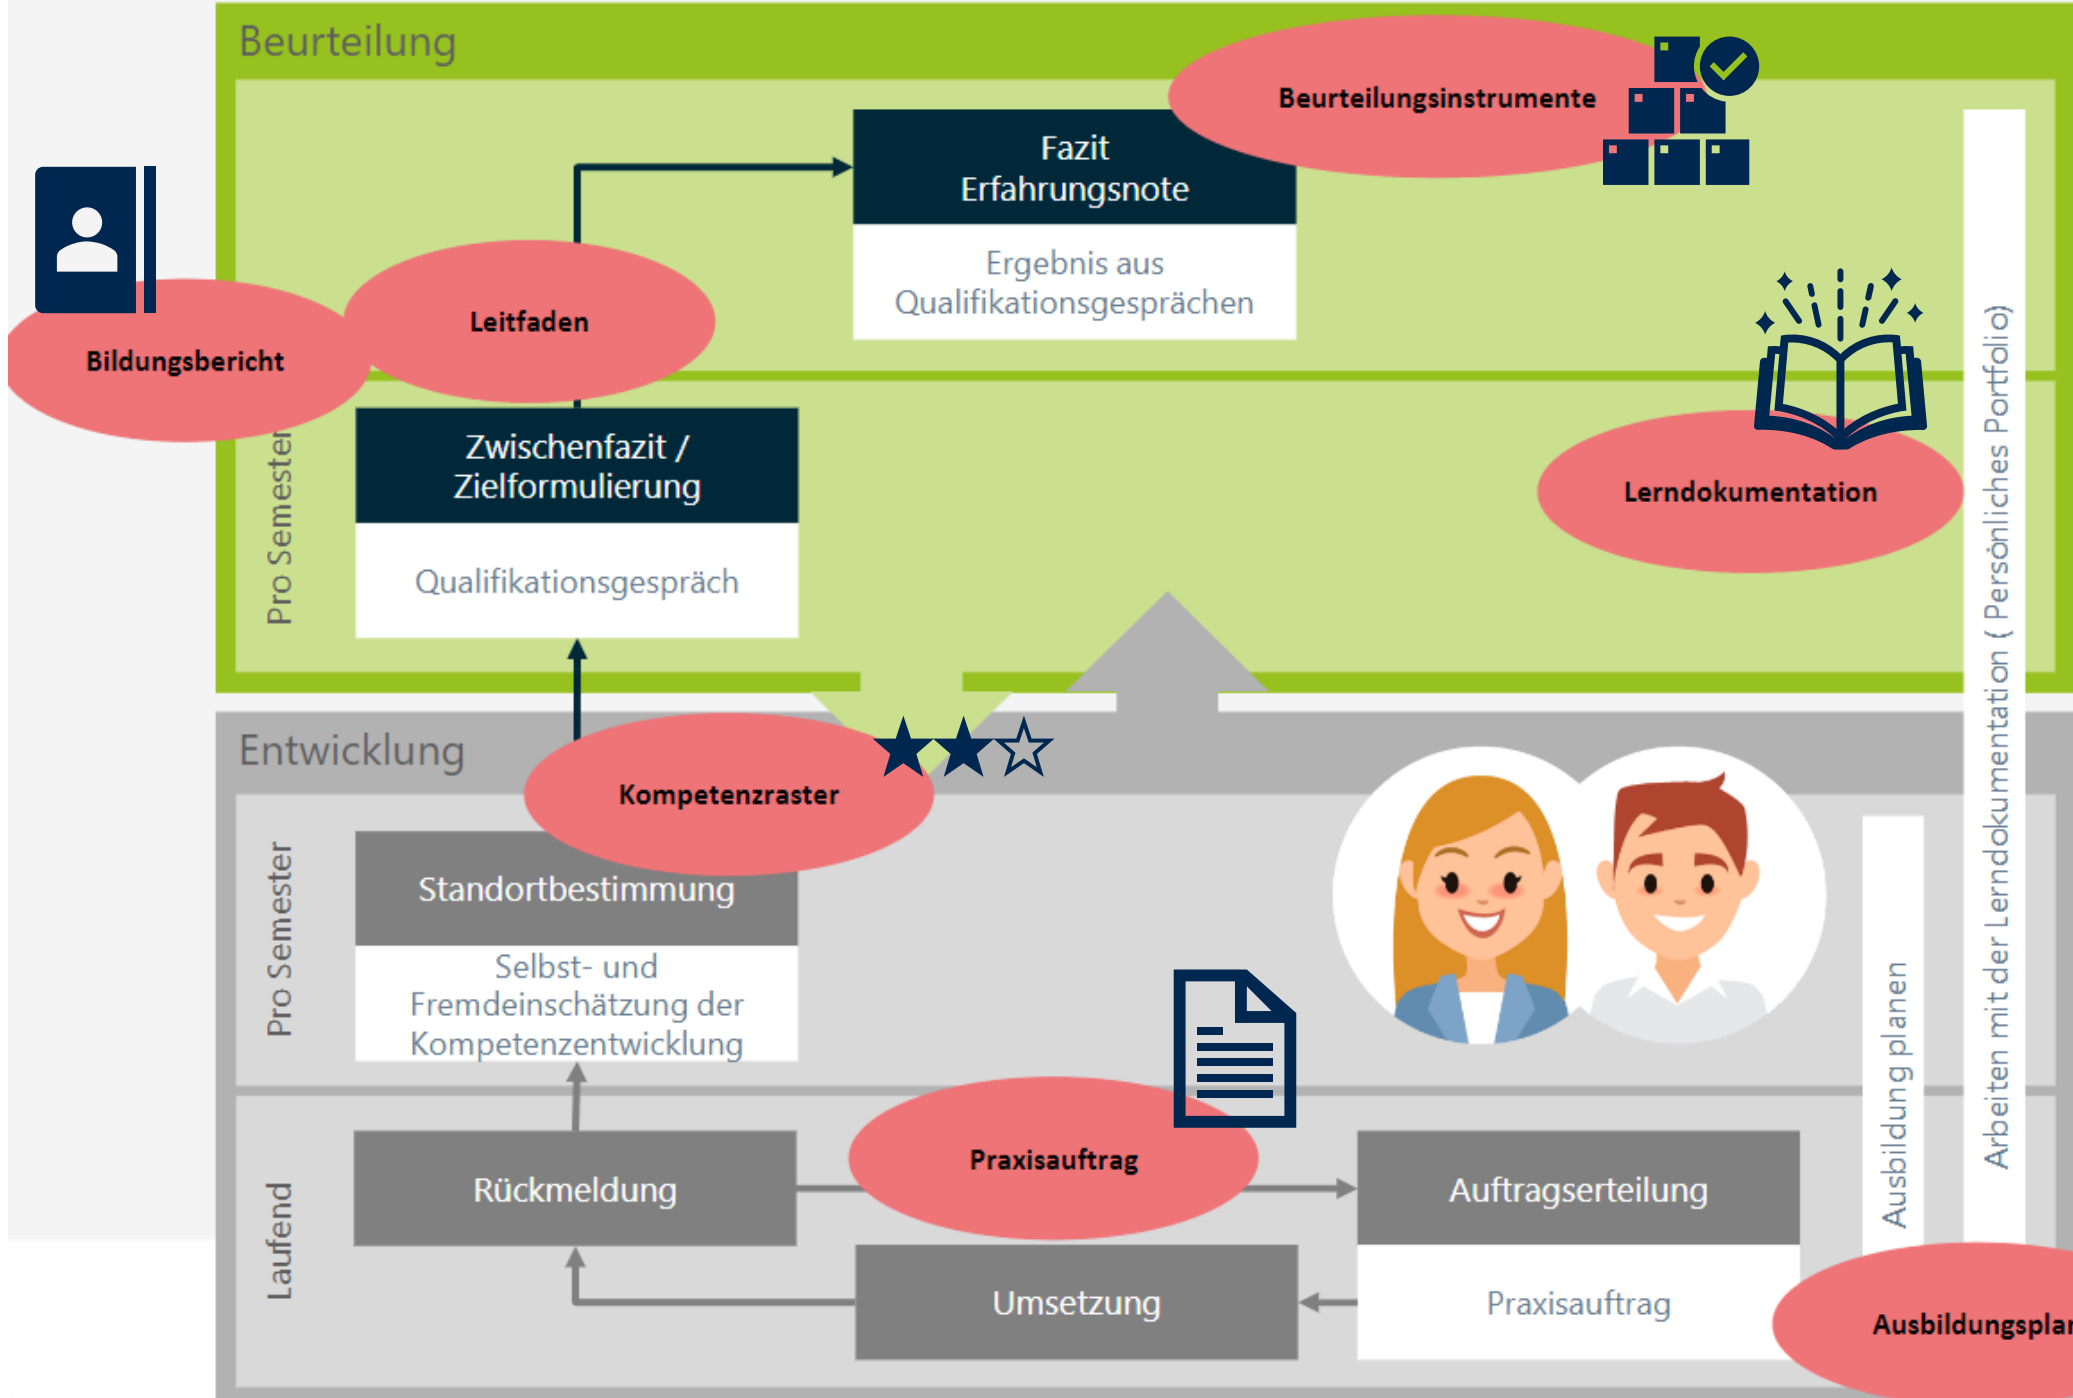 Beurteilung
Beurteilungsinstrumente
Fazit
Erfahrungsnote
Ergebnis aus
Qualifikationsgesprächen
Leitfaden
Bildungsbericht
Pro Semester
Zwischenfazit /
Zielformulierung
Qualifikationsgespräch
Lerndokumentation
Arbeiten mit der Lerndokumentation ( Persönliches Portfolio)
Entwicklung
Kompetenzraster
Pro Semester
Standortbestimmung
Selbst- und
Fremdeinschätzung der
Kompetenzentwicklung
Ausbildung planen
Laufend
Rückmeldung
Praxisauftrag
Auftragserteilung
Umsetzung
Praxisauftrag
Ausbildungsplan